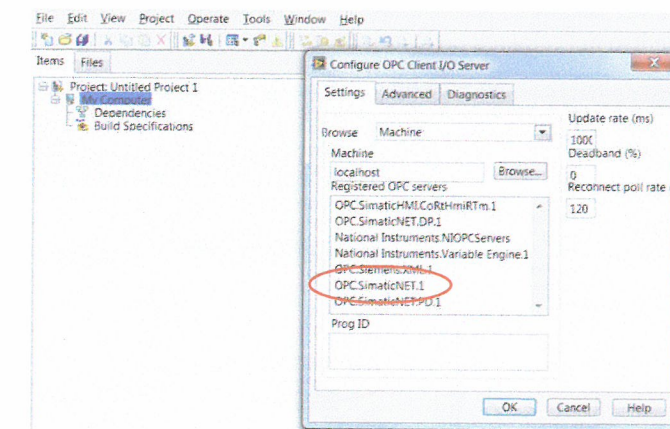 File Edit View Project Operate Tools Window Help
Items Files
Project: Untitled Project 1
My Computer
Dependencies
Build Specifications
Configure OPC Client I/O Server
Settings Advanced Diagnostics
Browse Machine
Machine
localhost
Browse...
Registered OPC servers
OPC.SimaticHMI.CoRtHmiRTm.1
OPC.SimaticNET.DP.1
National Instruments.NIOPCServers
National Instruments.Variable Engine.1
OPC.Siemens.XML.1
OPC.SimaticNET.1
OPC.SimaticNET.PD.1
Prog ID
Update rate (ms)
100
Deadband (%)
0
Reconnect poll rate
120
OK Cancel Help